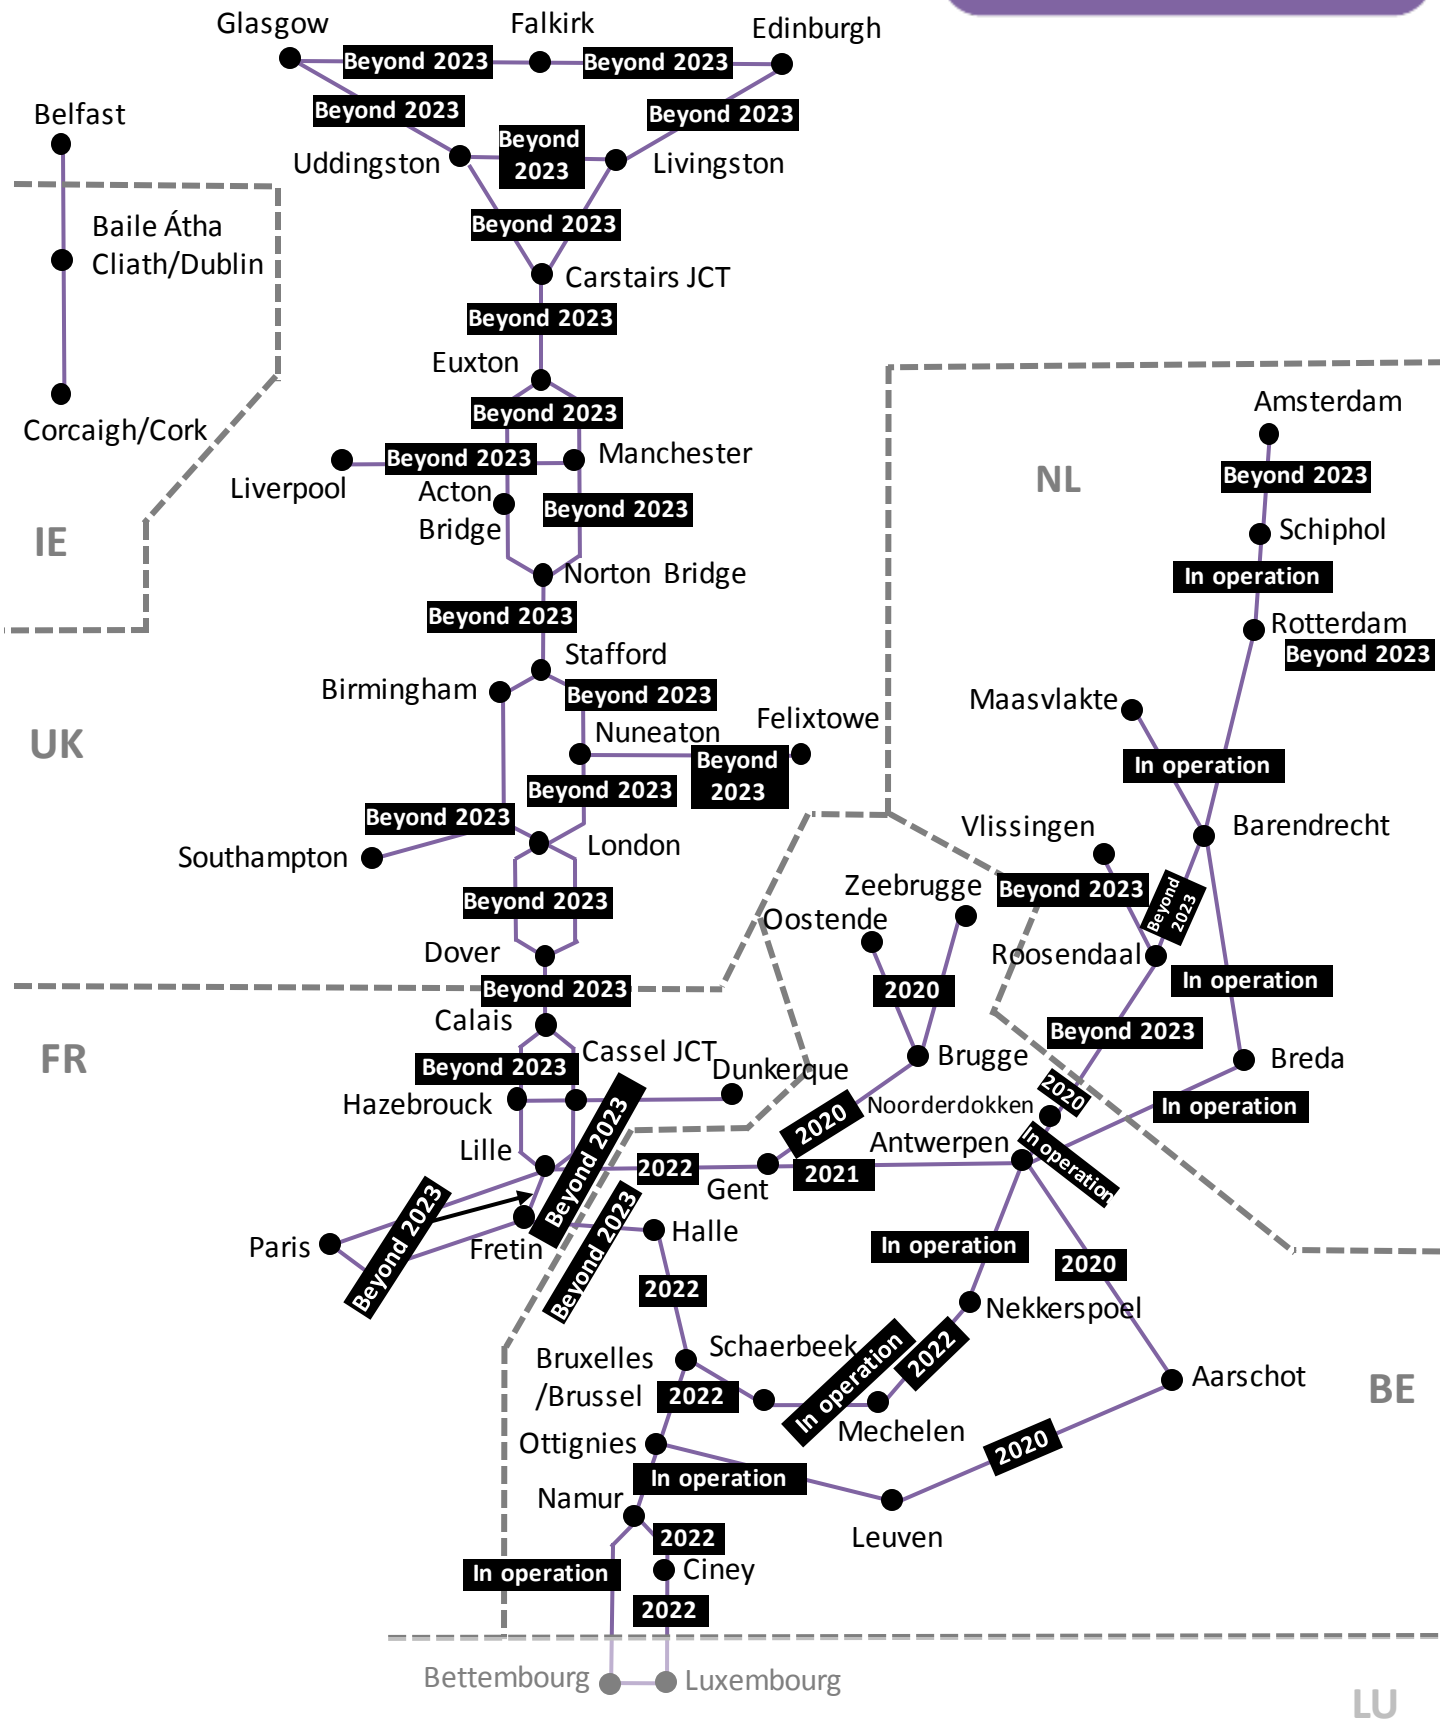 Glasgow
Falkirk
Edinburgh
Beyond 2023
Beyond 2023
Belfast
Beyond 2023
Beyond 2023
Beyond
2023
Uddingston
Livingston
Baile Átha
Cliath/Dublin
Beyond 2023
Carstairs JCT
Beyond 2023
Euxton
Corcaigh/Cork
Beyond 2023
Amsterdam
Liverpool
Beyond 2023
Manchester
Acton
Bridge
Beyond 2023
NL
Beyond 2023
Schiphol
IE
Norton Bridge
In operation
Beyond 2023
Rotterdam
Beyond 2023
Stafford
Birmingham
Beyond 2023
Maasvlakte
UK
Nuneaton
Felixtowe
Beyond
2023
Beyond 2023
In operation
Beyond 2023
Southampton
London
Vlissingen
Barendrecht
Beyond 2023
Zeebrugge
Oostende
Beyond 2023
Beyond
2023
Dover
Roosendaal
Beyond 2023
2020
In operation
Calais
Beyond 2023
FR
Beyond 2023
Cassel JCT
Dunkerque
Brugge
Breda
Hazebrouck
2020
Noorderdokken
2020
In operation
Lille
Beyond 2023
2022
Gent
2021
Antwerpen
In operation
Paris
Beyond 2023
Fretin
Beyond 2023
Halle
In operation
2020
2022
Nekkerspoel
Bruxelles
/Brussel
Schaerbeek
In operation
2022
2022
Mechelen
Aarschot
BE
Ottignies
In operation
2020
Namur
Leuven
2022
In operation
Ciney
2022
Bettembourg
Luxembourg
LU